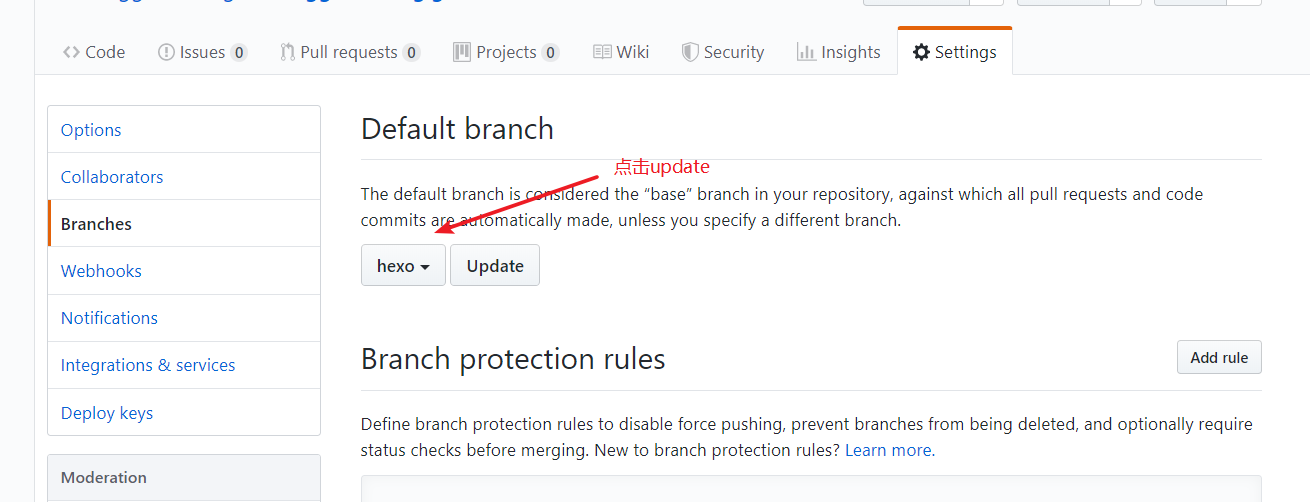 Code Issues 0 Pull requests 0 Projects 0 Wiki Security Insights Settings
Options
Collaborators
Branches
Webhooks
Notifications
Integrations & services
Deploy keys
Moderation
Default branch
点击update
The default branch is considered the “base” branch in your repository, against which all pull requests and code
commits are automatically made, unless you specify a different branch.
hexo Update
Branch protection rules Add rule
Define branch protection rules to disable force pushing, prevent branches from being deleted, and optionally require
status checks before merging. New to branch protection rules? Learn more.